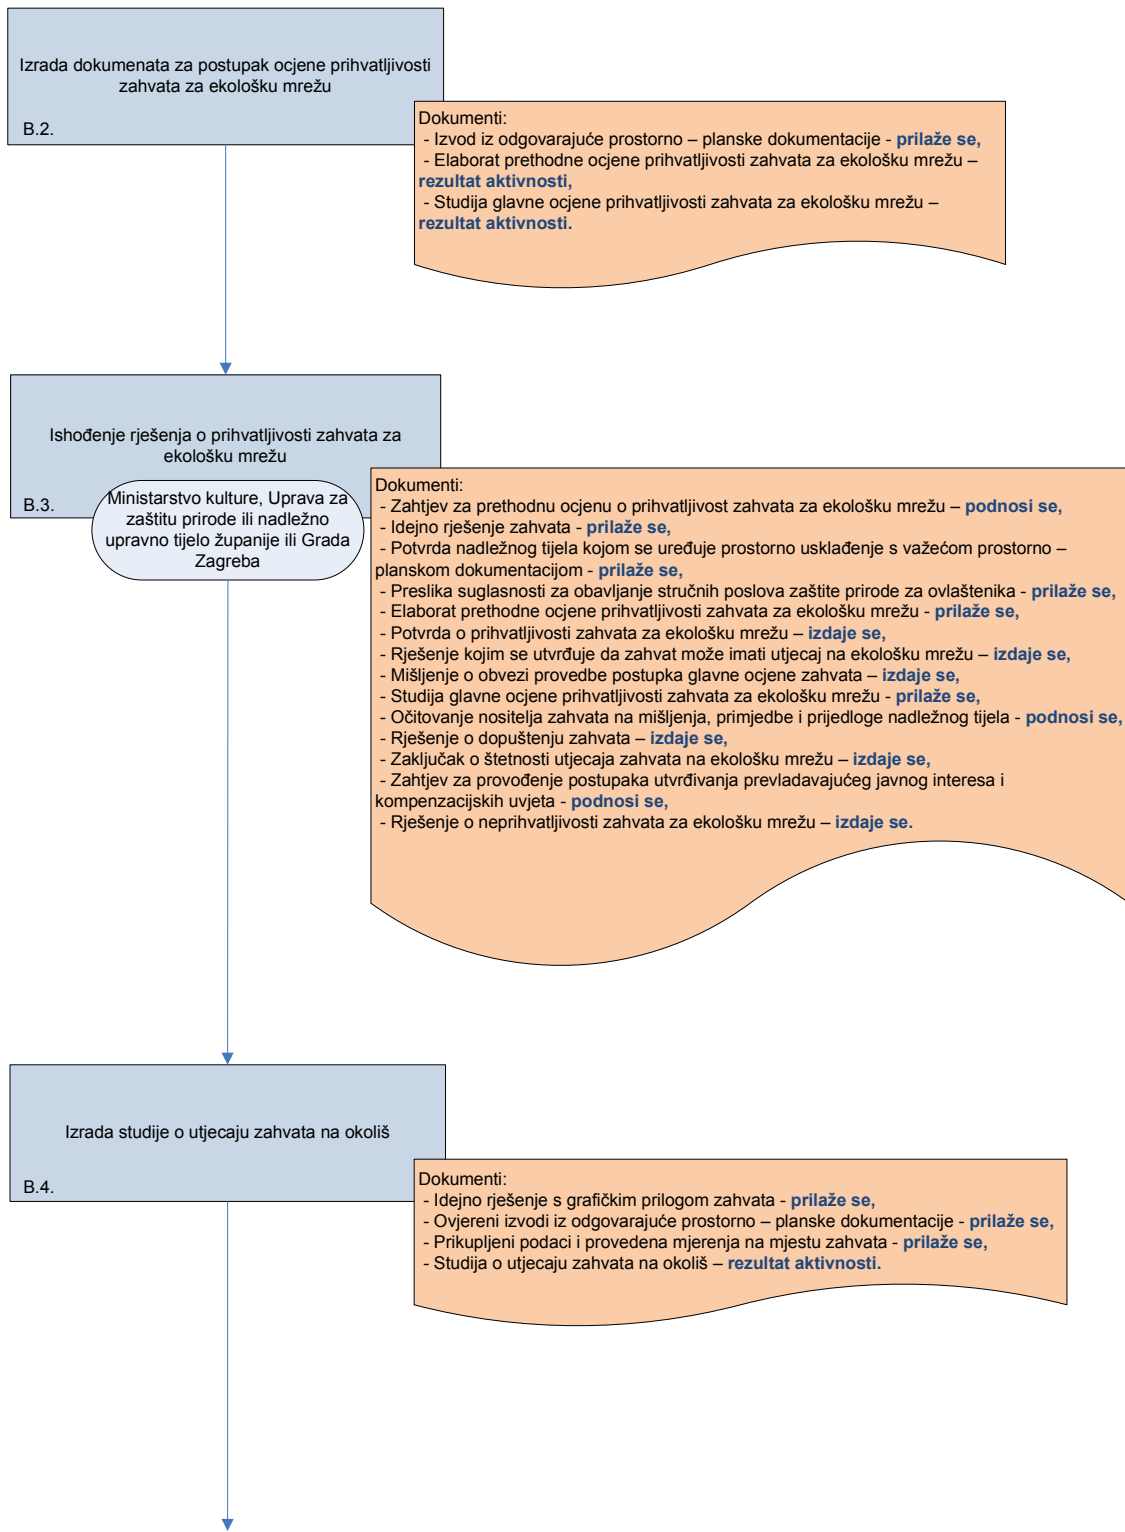 Izrada dokumenata za postupak ocjene prihvatljivosti
zahvata za ekološku mrežu
B.2.
Dokumenti:
- Izvod iz odgovarajuće prostorno – planske dokumentacije - prilaže se,
- Elaborat prethodne ocjene prihvatljivosti zahvata za ekološku mrežu –
rezultat aktivnosti,
- Studija glavne ocjene prihvatljivosti zahvata za ekološku mrežu –
rezultat aktivnosti.
Ishođenje rješenja o prihvatljivosti zahvata za
ekološku mrežu
B.3.
Ministarstvo kulture, Uprava za
zaštitu prirode ili nadležno
upravno tijelo županije ili Grada
Zagreba
Dokumenti:
- Zahtjev za prethodnu ocjenu o prihvatljivost zahvata za ekološku mrežu – podnosi se,
- Idejno rješenje zahvata - prilaže se,
- Potvrda nadležnog tijela kojom se uređuje prostorno usklađenje s važećom prostorno –
planskom dokumentacijom - prilaže se,
- Preslika suglasnosti za obavljanje stručnih poslova zaštite prirode za ovlaštenika - prilaže se,
- Elaborat prethodne ocjene prihvatljivosti zahvata za ekološku mrežu - prilaže se,
- Potvrda o prihvatljivosti zahvata za ekološku mrežu – izdaje se,
- Rješenje kojim se utvrđuje da zahvat može imati utjecaj na ekološku mrežu – izdaje se,
- Mišljenje o obvezi provedbe postupka glavne ocjene zahvata – izdaje se,
- Studija glavne ocjene prihvatljivosti zahvata za ekološku mrežu - prilaže se,
- Očitovanje nositelja zahvata na mišljenja, primjedbe i prijedloge nadležnog tijela - podnosi se,
- Rješenje o dopuštenju zahvata – izdaje se,
- Zaključak o štetnosti utjecaja zahvata na ekološku mrežu – izdaje se,
- Zahtjev za provođenje postupaka utvrđivanja prevladavajućeg javnog interesa i
kompenzacijskih uvjeta - podnosi se,
- Rješenje o neprihvatljivosti zahvata za ekološku mrežu – izdaje se.
Izrada studije o utjecaju zahvata na okoliš
B.4.
Dokumenti:
- Idejno rješenje s grafičkim prilogom zahvata - prilaže se,
- Ovjereni izvodi iz odgovarajuće prostorno – planske dokumentacije - prilaže se,
- Prikupljeni podaci i provedena mjerenja na mjestu zahvata - prilaže se,
- Studija o utjecaju zahvata na okoliš – rezultat aktivnosti.